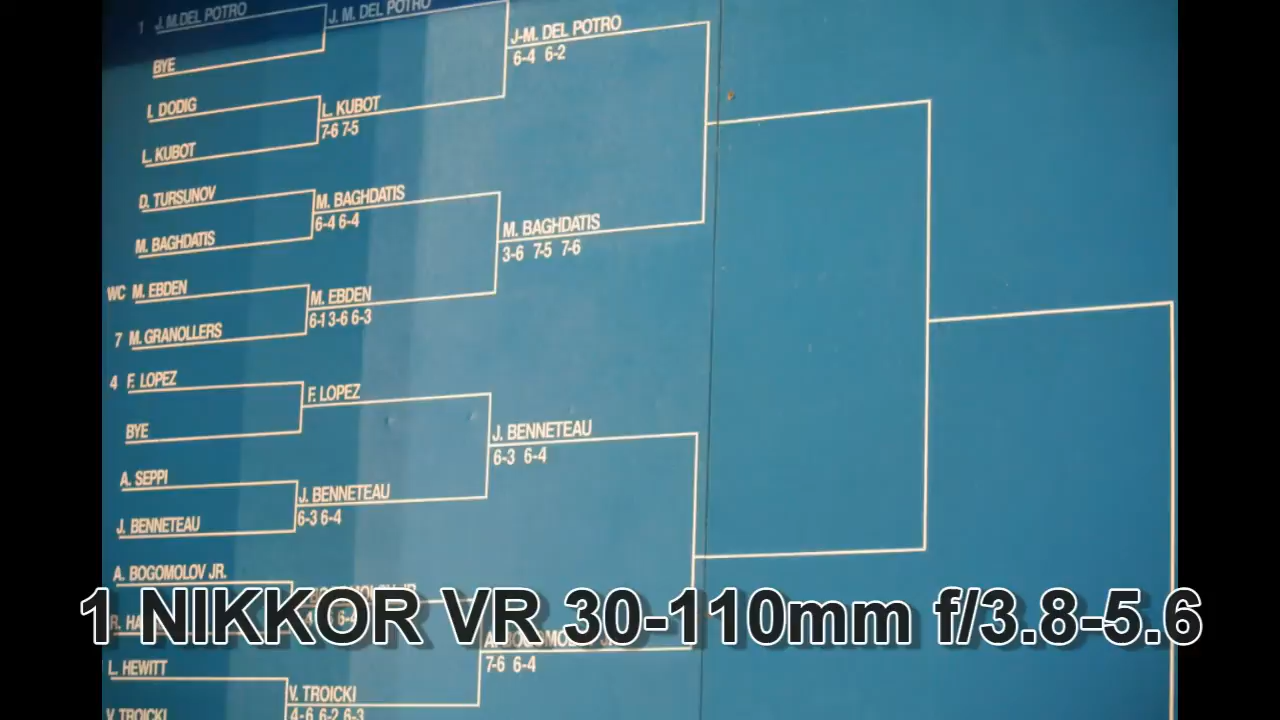 1 J.M.DEL POTRO
J. M. DEL POTRO
BYE
J-M. DEL POTRO
6-4 6-2
I. DODIG
L. KUBOT
7-6 7-5
L. KUBOT
D. TURSUNOV
M. BAGHDATIS
6-4 6-4
M. BAGHDATIS
M. BAGHDATIS
3-6 7-5 7-6
WC M. EBDEN
M. EBDEN
6-1 3-6 6-3
7 M. GRANOLLERS
4 F. LOPEZ
F. LOPEZ
BYE
J. BENNETEAU
6-3 6-4
A. SEPPI
J. BENNETEAU
6-3 6-4
J. BENNETEAU
A. BOGOMOLOV JR.
1 NIKKOR VR 30-110mm f/3.8-5.6
7-6 6-4
L. HEWITT
V. TROICKI
4-6 6-2 6-3
V. TROICKI